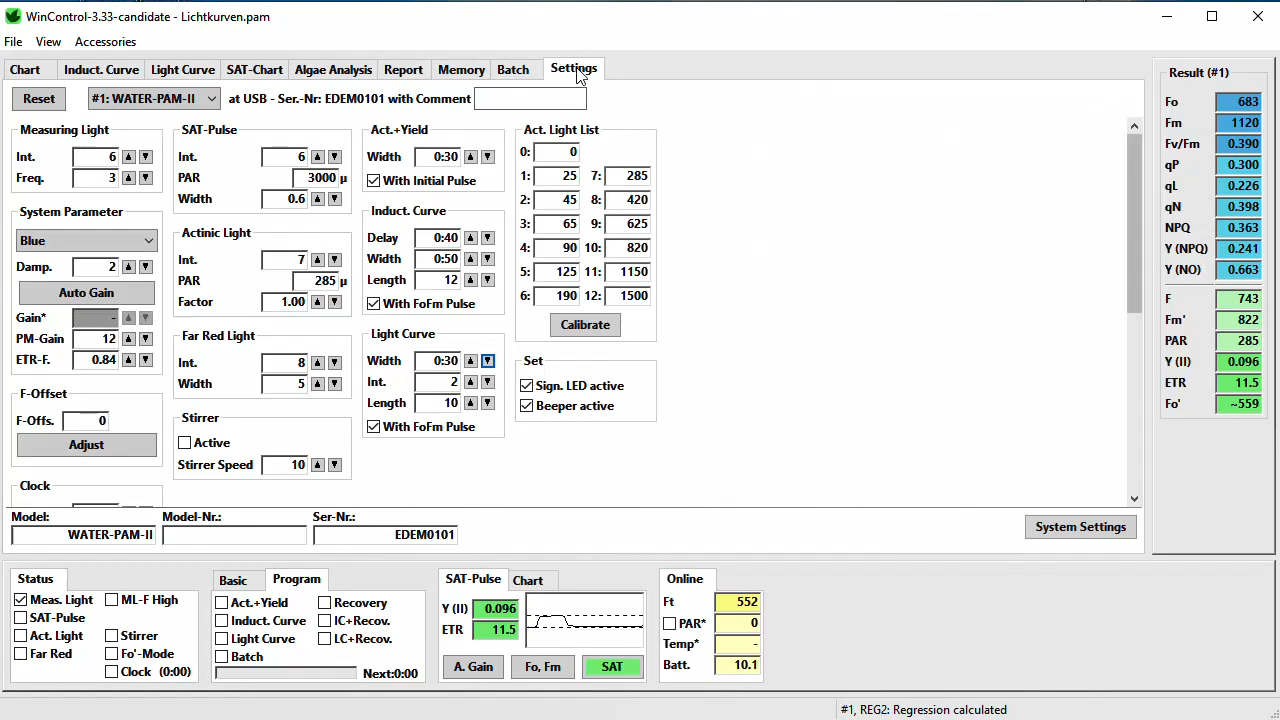 WinControl-3.33-candidate - Lichtkurven.pam
File View Accessories
Chart Induct. Curve Light Curve SAT-Chart Algae Analysis Report Memory Batch Settings
Reset #1: WATER-PAM-II at USB - Ser.-Nr: EDEM0101 with Comment
Measuring Light
Int. 6
Freq. 3
System Parameter
Blue
Damp. 2
Auto Gain
Gain* -
PM-Gain 12
ETR-F. 0.84
F-Offset
F-Offs. 0
Adjust
Clock
SAT-Pulse
Int. 6
PAR 3000 µ
Width 0.6
Actinic Light
Int. 7
PAR 285 µ
Factor 1.00
Far Red Light
Int. 8
Width 5
Stirrer
Active
Stirrer Speed 10
Act.+Yield
Width 0:30
With Initial Pulse
Induct. Curve
Delay 0:40
Width 0:50
Length 12
With FoFm Pulse
Light Curve
Width 0:30
Int. 2
Length 10
With FoFm Pulse
Act. Light List
0: 0
1: 25 7: 285
2: 45 8: 420
3: 65 9: 625
4: 90 10: 820
5: 125 11: 1150
6: 190 12: 1500
Calibrate
Set
Sign. LED active
Beeper active
Model: Model-Nr.: Ser-Nr.:
WATER-PAM-II EDEM0101
System Settings
Result (#1)
Fo 683
Fm 1120
Fv/Fm 0.390
qP 0.300
qL 0.226
qN 0.398
NPQ 0.363
Y (NPQ) 0.241
Y (NO) 0.663
F 743
Fm' 822
PAR 285
Y (II) 0.096
ETR 11.5
Fo' ~559
Status
Meas. Light ML-F High
SAT-Pulse
Act. Light Stirrer
Far Red Fo'-Mode
Clock (0:00)
Basic Program
Act.+Yield Recovery
Induct. Curve IC+Recov.
Light Curve LC+Recov.
Batch
Next:0:00
SAT-Pulse Chart
Y (II) 0.096
ETR 11.5
A. Gain Fo, Fm SAT
Online
Ft 552
PAR* 0
Temp* -
Batt. 10.1
#1, REG2: Regression calculated